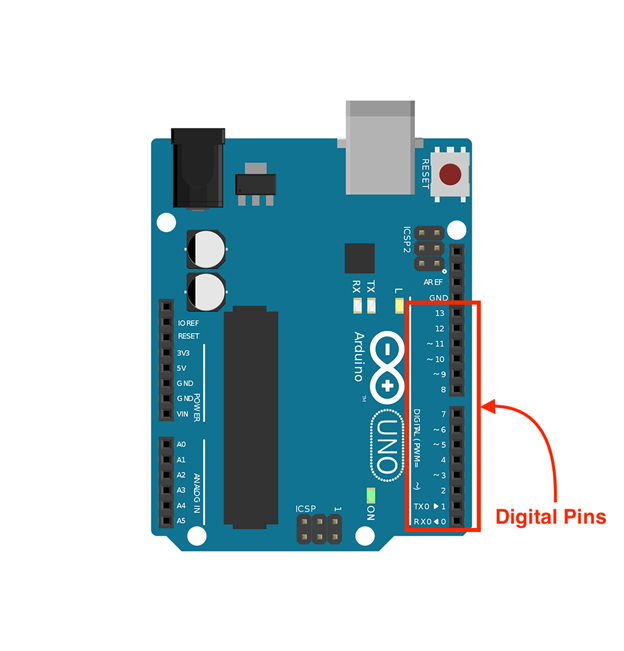 RESET
ICSP2
AREF
GND
13
12
~11
~10
~9
8
7
~6
~5
4
~3
2
TX0▶1
RX0◀0
DIGITAL (PWM= ~)
RX
TX
L
Arduino
TM
UNO
ON
ICSP
1
IOREF
RESET
3V3
5V
GND
GND
VIN
POWER
A0
A1
A2
A3
A4
A5
ANALOG IN
Digital Pins